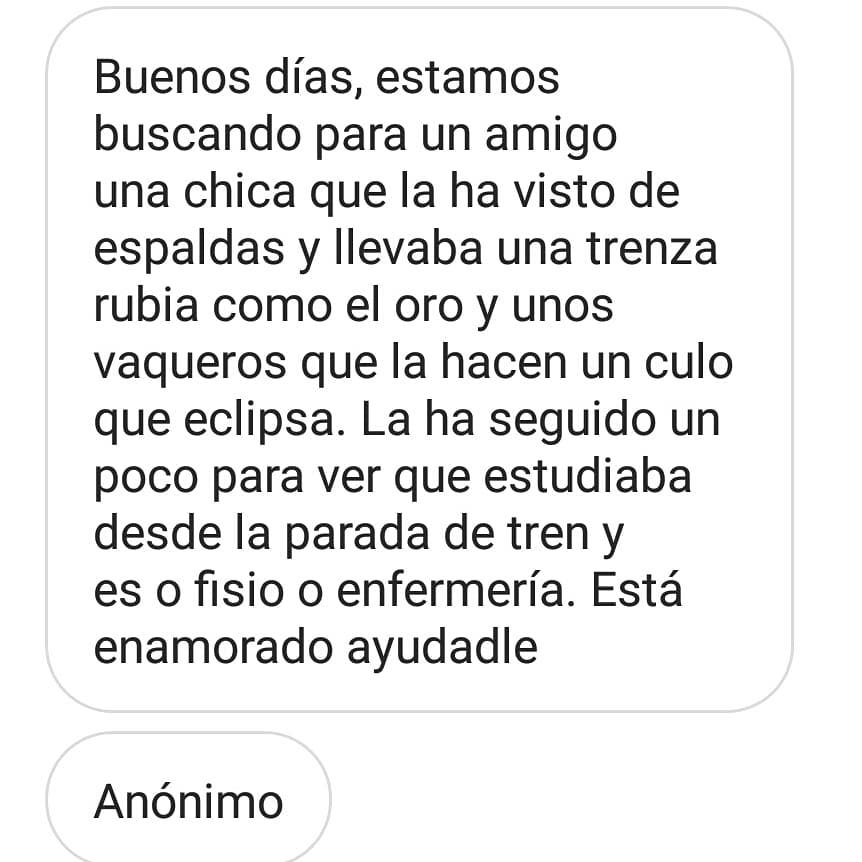 Buenos días, estamos
buscando para un amigo
una chica que la ha visto de
espaldas y llevaba una trenza
rubia como el oro y unos
vaqueros que la hacen un culo
que eclipsa. La ha seguido un
poco para ver que estudiaba
desde la parada de tren y
es o fisio o enfermería. Está
enamorado ayudadle
Anónimo